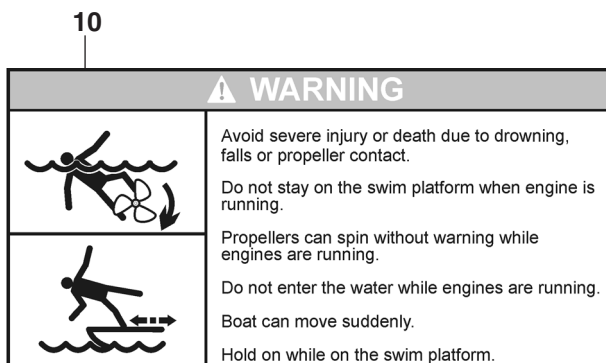 10
WARNING
Avoid severe injury or death due to drowning,
falls or propeller contact.
Do not stay on the swim platform when engine is
running.
Propellers can spin without warning while
engines are running.
Do not enter the water while engines are running.
Boat can move suddenly.
Hold on while on the swim platform.